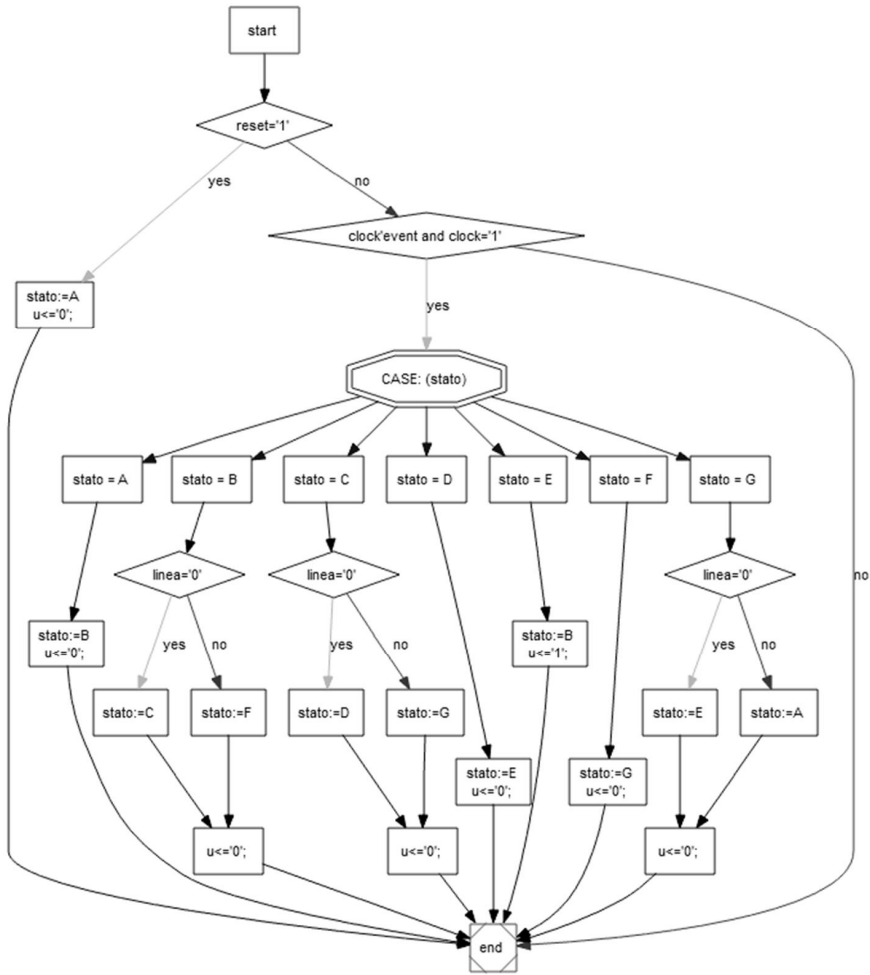 start
reset='1'
yes
no
clock'event and clock='1'
stato:=A
u<='0';
yes
CASE: (stato)
stato = A
stato = B
stato = C
stato = D
stato = E
stato = F
stato = G
linea='0'
linea='0'
linea='0'
no
stato:=B
u<='0';
yes
no
yes
no
stato:=B
u<='1';
yes
no
stato:=C
stato:=F
stato:=D
stato:=G
stato:=E
stato:=A
stato:=E
u<='0';
stato:=G
u<='0';
u<='0';
u<='0';
u<='0';
end